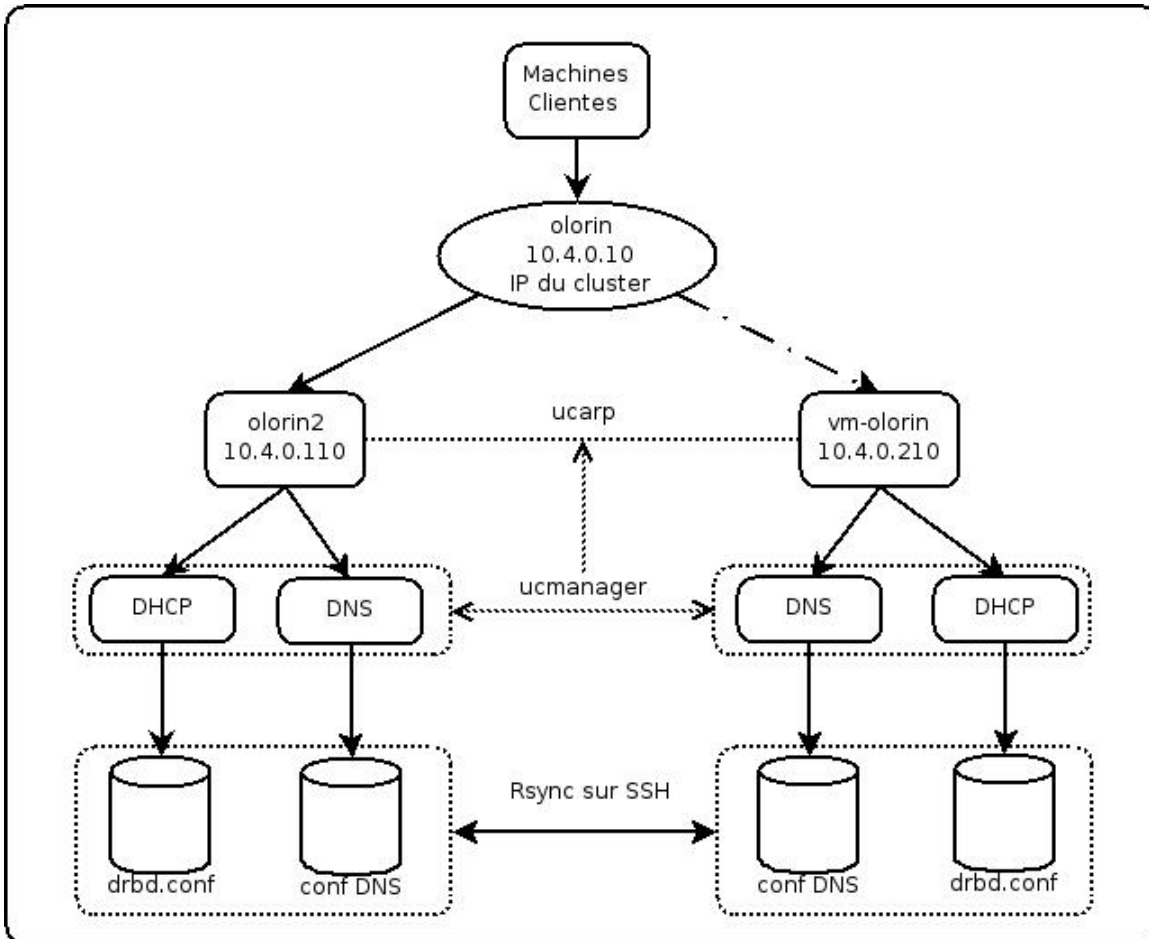 Machines
Clientes
olorin
10.4.0.10
IP du cluster
olorin2
10.4.0.110
ucarp
vm-olorin
10.4.0.210
DHCP
DNS
ucmanager
DNS
DHCP
Rsync sur SSH
drbd.conf
conf DNS
conf DNS
drbd.conf